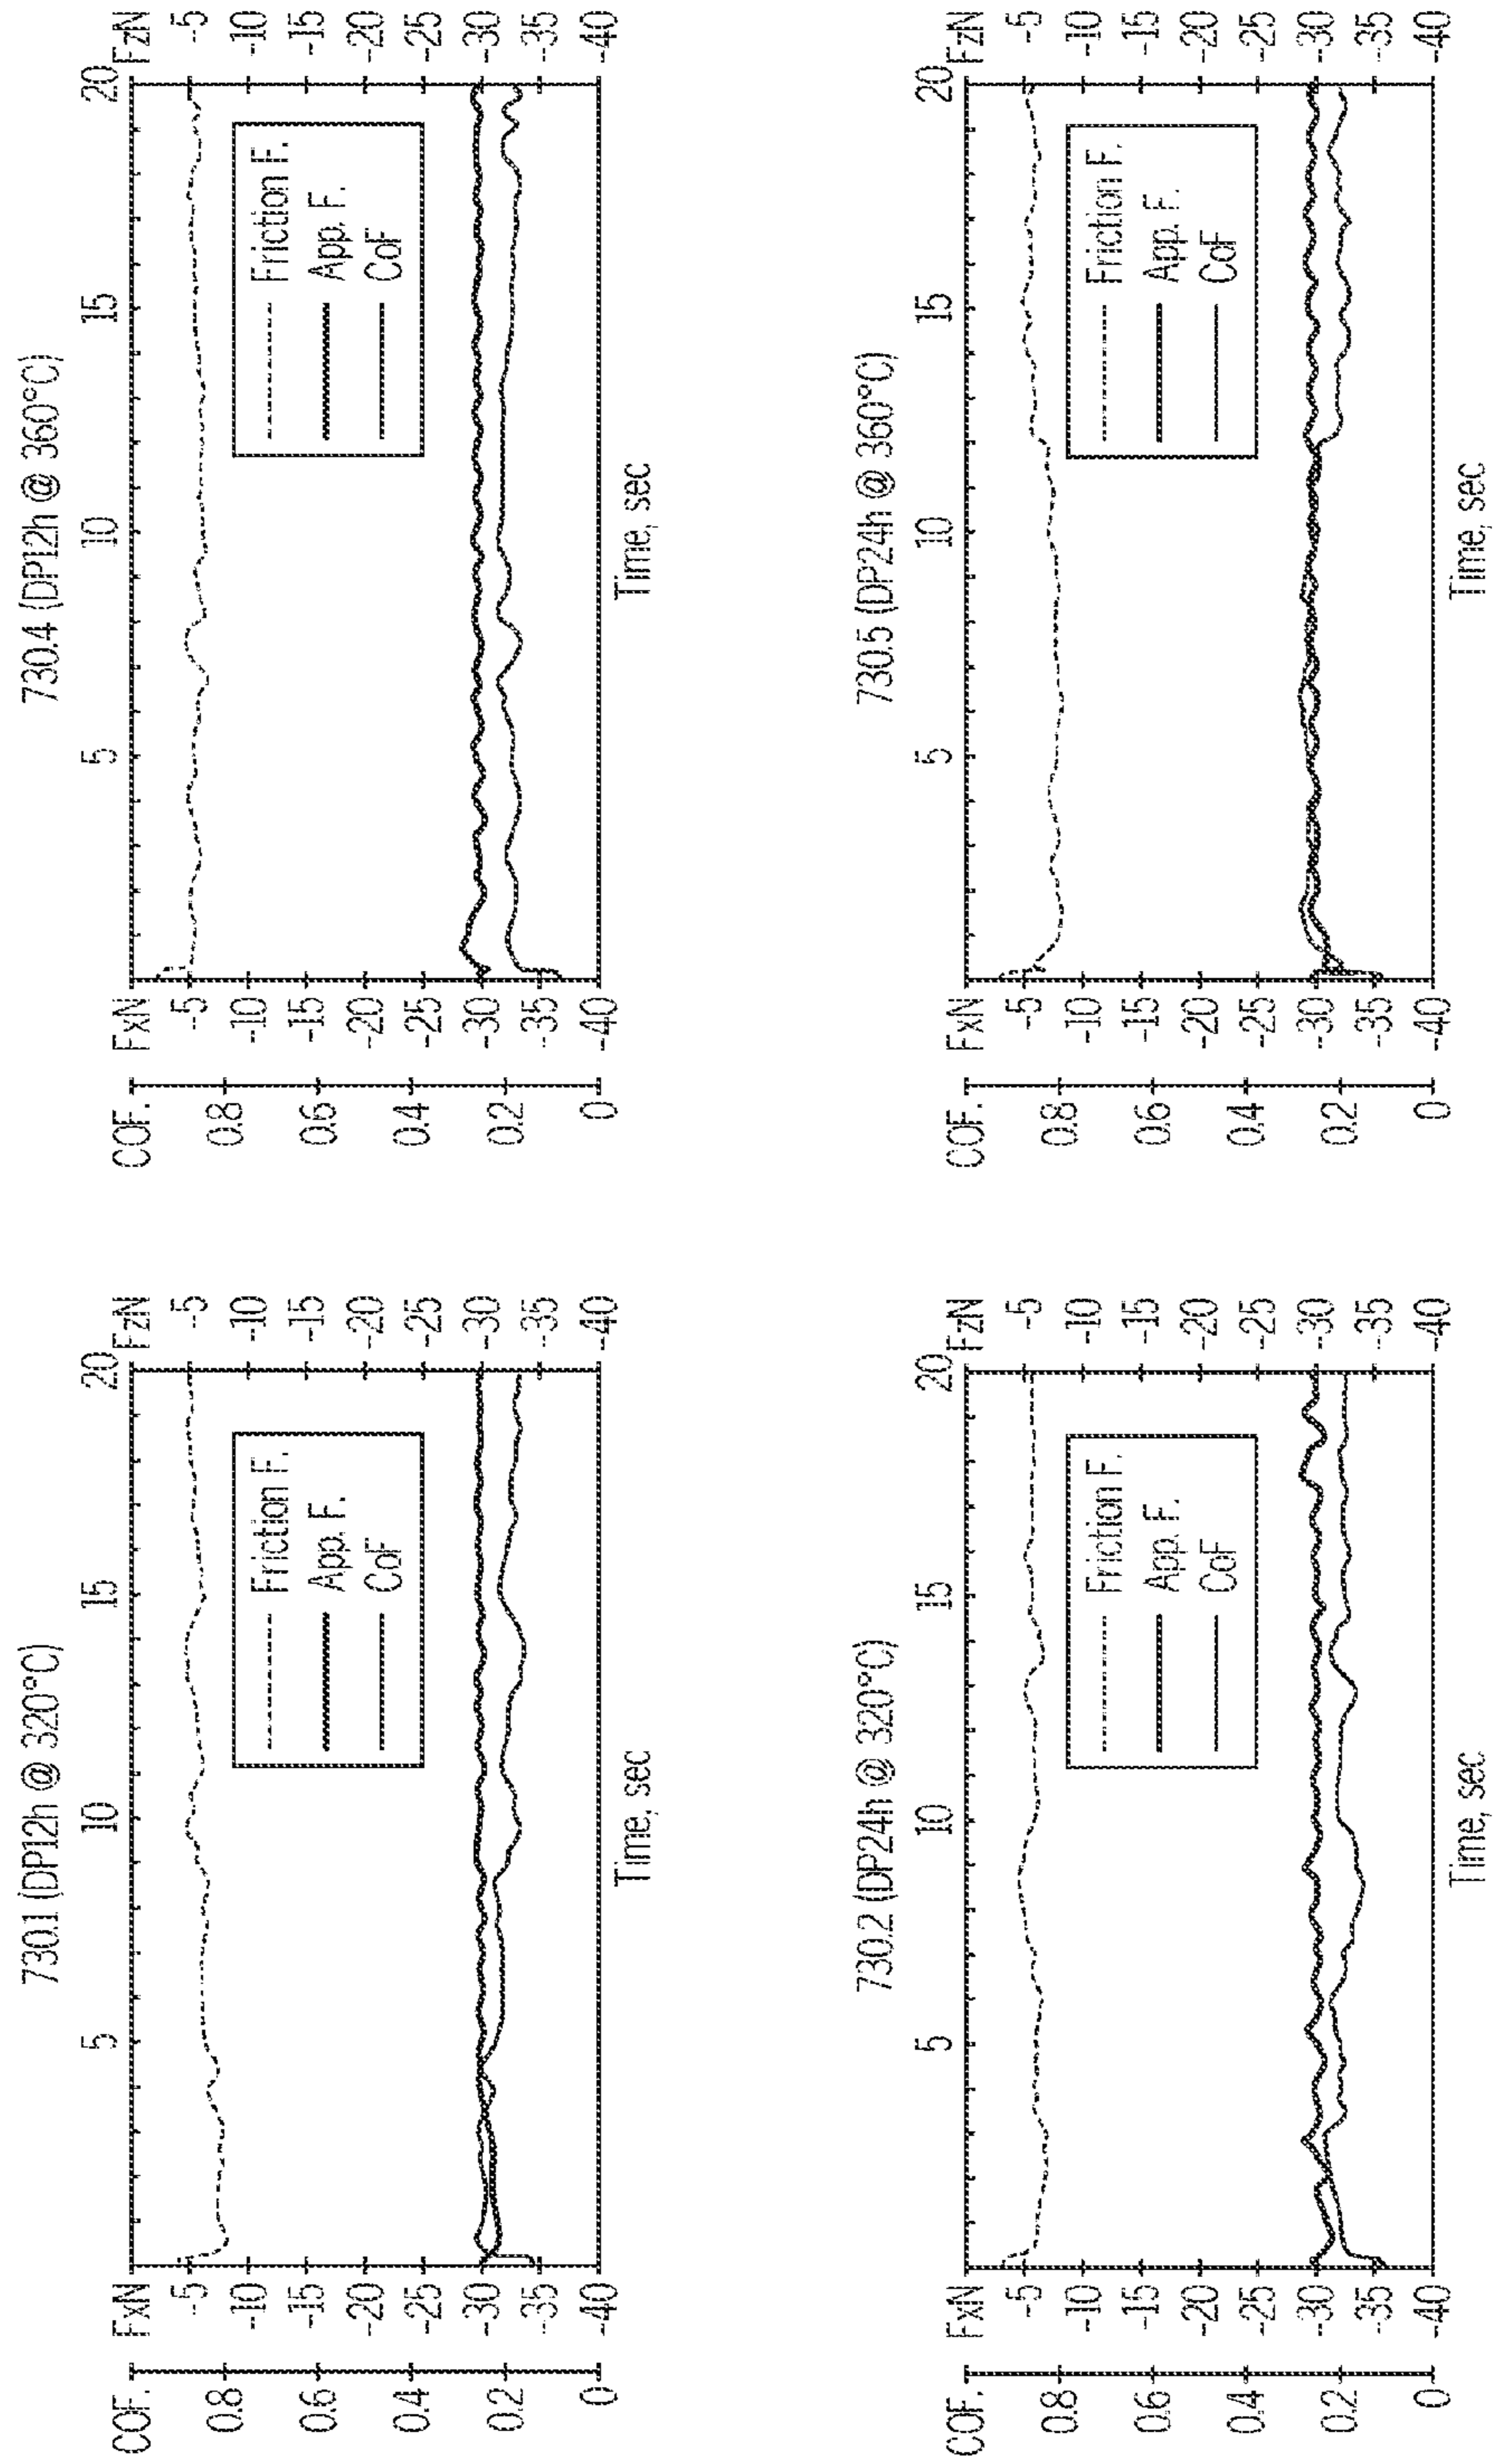 730.1 (DP12h @ 320°C)
COF. FxN 5 10 15 20 FzN
-5 -5
0.8
-10 -10
-15 -15
0.6
-20 -20
0.4
-25 -25
-30 -30
0.2
-35 -35
0 -40 -40
Friction F.
App. F.
CoF
Time, sec
730.4 (DP12h @ 360°C)
COF. FxN 5 10 15 20 FzN
-5 -5
0.8
-10 -10
-15 -15
0.6
-20 -20
0.4
-25 -25
-30 -30
0.2
-35 -35
0 -40 -40
Friction F.
App. F.
CoF
Time, sec
730.2 (DP24h @ 320°C)
COF. FxN 5 10 15 20 FzN
-5 -5
0.8
-10 -10
-15 -15
0.6
-20 -20
0.4
-25 -25
-30 -30
0.2
-35 -35
0 -40 -40
Friction F.
App. F.
CoF
Time, sec
730.5 (DP24h @ 360°C)
COF. FxN 5 10 15 20 FzN
-5 -5
0.8
-10 -10
-15 -15
0.6
-20 -20
0.4
-25 -25
-30 -30
0.2
-35 -35
0 -40 -40
Friction F.
App. F.
CoF
Time, sec